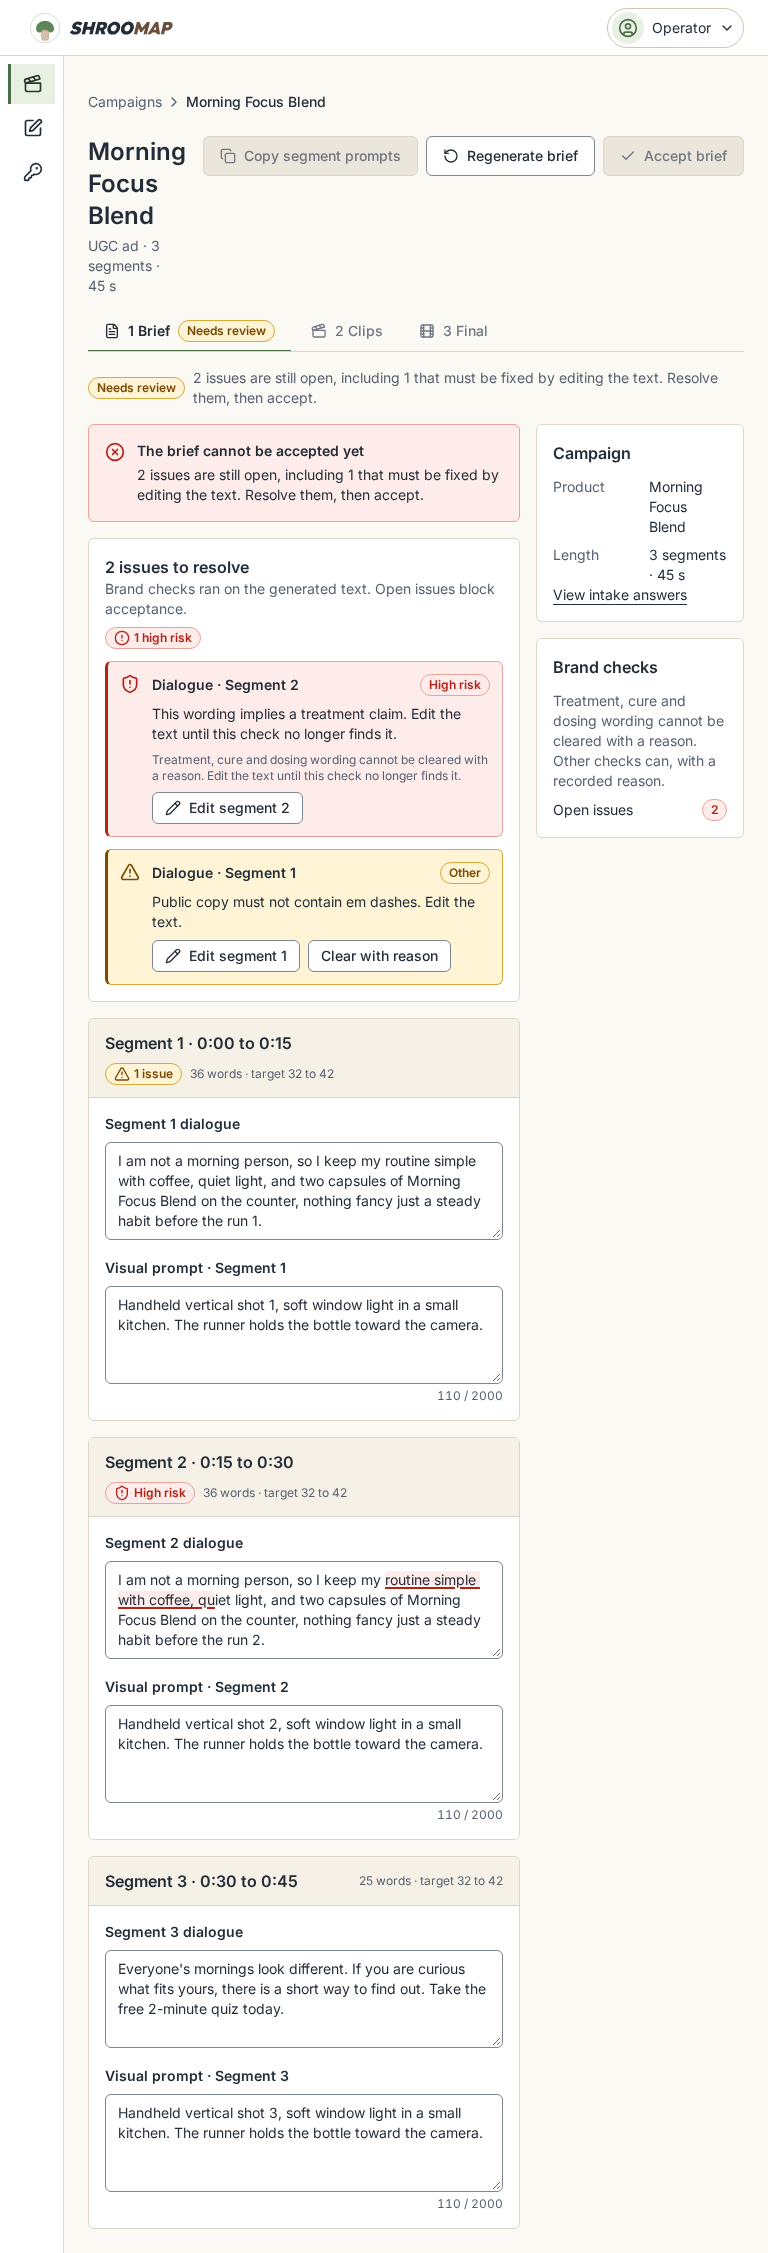 SHROOMAP
Operator
Campaigns > Morning Focus Blend
Morning
Focus
Blend
UGC ad · 3
segments ·
45 s
Copy segment prompts
Regenerate brief
Accept brief
1 Brief Needs review
2 Clips
3 Final
Needs review
2 issues are still open, including 1 that must be fixed by editing the text. Resolve
them, then accept.
The brief cannot be accepted yet
2 issues are still open, including 1 that must be fixed by
editing the text. Resolve them, then accept.
2 issues to resolve
Brand checks ran on the generated text. Open issues block
acceptance.
1 high risk
Dialogue · Segment 2
High risk
This wording implies a treatment claim. Edit the
text until this check no longer finds it.
Treatment, cure and dosing wording cannot be cleared with
a reason. Edit the text until this check no longer finds it.
Edit segment 2
Dialogue · Segment 1
Other
Public copy must not contain em dashes. Edit the
text.
Edit segment 1
Clear with reason
Campaign
Product
Morning
Focus
Blend
Length
3 segments
· 45 s
View intake answers
Brand checks
Treatment, cure and
dosing wording cannot be
cleared with a reason.
Other checks can, with a
recorded reason.
Open issues 2
Segment 1 · 0:00 to 0:15
1 issue
36 words · target 32 to 42
Segment 1 dialogue
I am not a morning person, so I keep my routine simple
with coffee, quiet light, and two capsules of Morning
Focus Blend on the counter, nothing fancy just a steady
habit before the run 1.
Visual prompt · Segment 1
Handheld vertical shot 1, soft window light in a small
kitchen. The runner holds the bottle toward the camera.
110 / 2000
Segment 2 · 0:15 to 0:30
High risk
36 words · target 32 to 42
Segment 2 dialogue
I am not a morning person, so I keep my routine simple
with coffee, quiet light, and two capsules of Morning
Focus Blend on the counter, nothing fancy just a steady
habit before the run 2.
Visual prompt · Segment 2
Handheld vertical shot 2, soft window light in a small
kitchen. The runner holds the bottle toward the camera.
110 / 2000
Segment 3 · 0:30 to 0:45
25 words · target 32 to 42
Segment 3 dialogue
Everyone's mornings look different. If you are curious
what fits yours, there is a short way to find out. Take the
free 2-minute quiz today.
Visual prompt · Segment 3
Handheld vertical shot 3, soft window light in a small
kitchen. The runner holds the bottle toward the camera.
110 / 2000